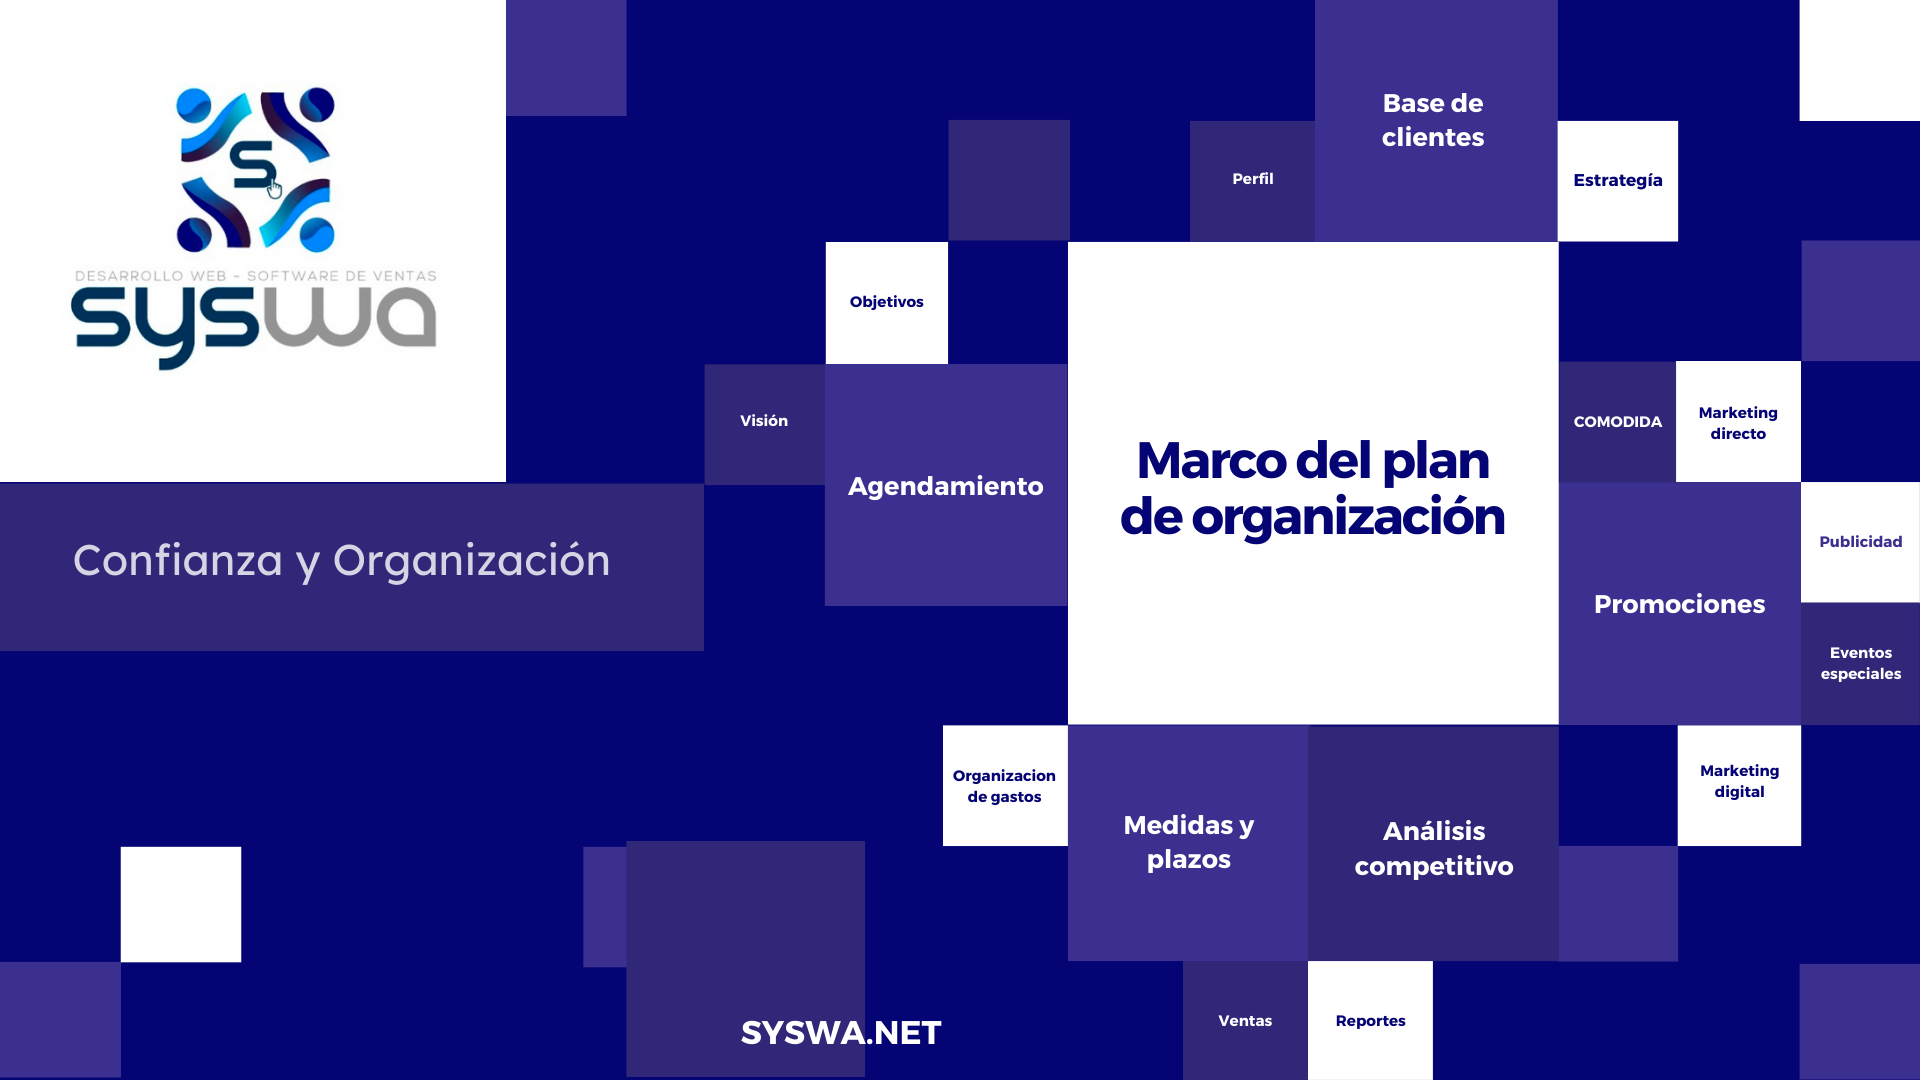 S
DESARROLLO WEB - SOFTWARE DE VENTAS
syswa
Confianza y Organización
Base de
clientes
Perfil
Estrategía
Objetivos
Visión
Agendamiento
Marco del plan
de organización
COMODIDA
Marketing
directo
Publicidad
Promociones
Eventos
especiales
Organizacion
de gastos
Medidas y
plazos
Análisis
competitivo
Marketing
digital
Ventas
Reportes
SYSWA.NET